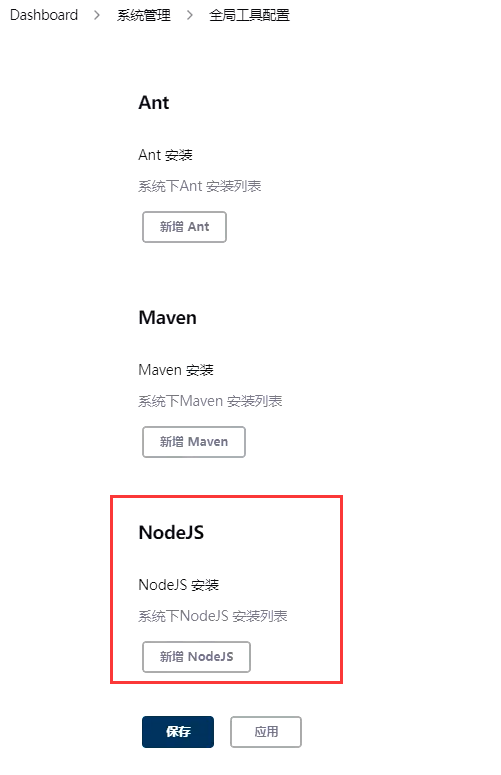 Dashboard > 系统管理 > 全局工具配置
Ant
Ant 安装
系统下Ant 安装列表
新增 Ant
Maven
Maven 安装
系统下Maven 安装列表
新增 Maven
NodeJS
NodeJS 安装
系统下NodeJS 安装列表
新增 NodeJS
保存 应用